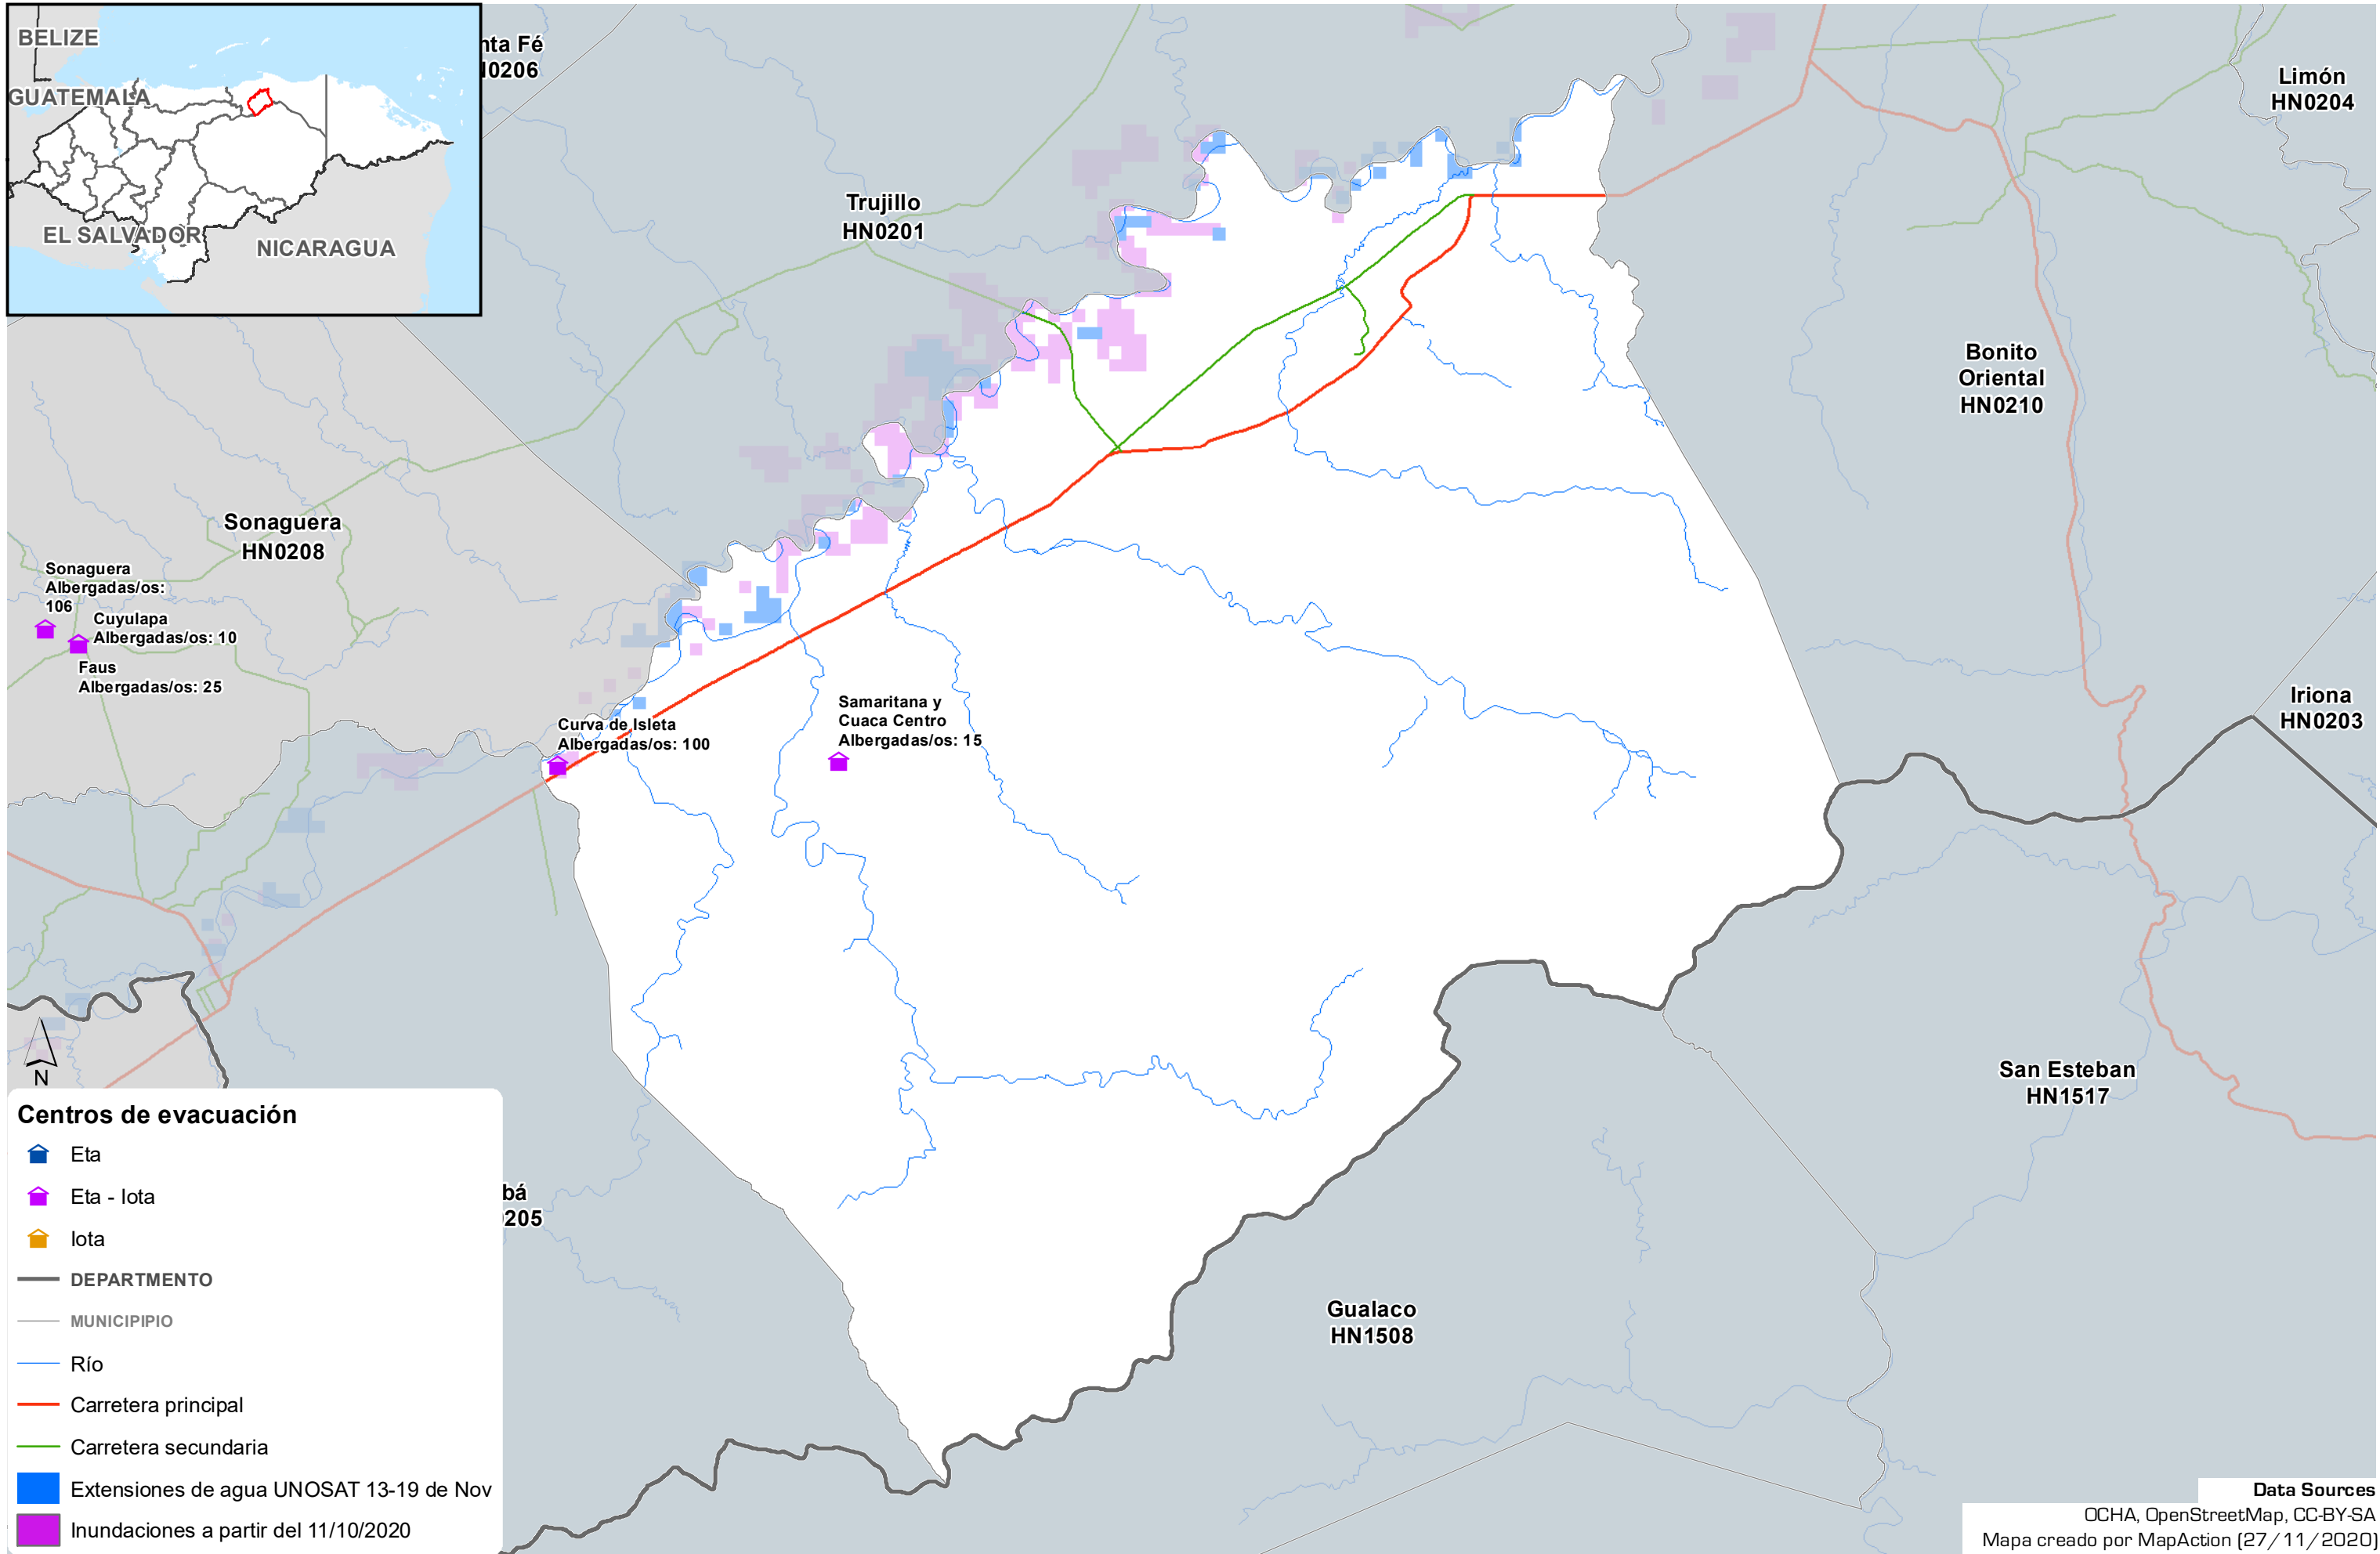 BELIZE
GUATEMALA
EL SALVADOR
NICARAGUA
nta Fé
Limón
HN0204
Trujillo
HN0201
Bonito
Oriental
HN0210
Sonaguera
HN0208
Sonaguera
Albergadas/os:
106
Cuyulapa
Albergadas/os: 10
Faus
Albergadas/os: 25
Curva de Isleta
Albergadas/os: 100
Samaritana y
Cuaca Centro
Albergadas/os: 15
Iriona
HN0203
San Esteban
HN1517
Gualaco
HN1508
bá
205
N
Centros de evacuación
Eta
Eta - Iota
Iota
DEPARTMENTO
MUNICIPIPIO
Río
Carretera principal
Carretera secundaria
Extensiones de agua UNOSAT 13-19 de Nov
Inundaciones a partir del 11/10/2020
Data Sources
OCHA, OpenStreetMap, CC-BY-SA
Mapa creado por MapAction (27/11/2020)